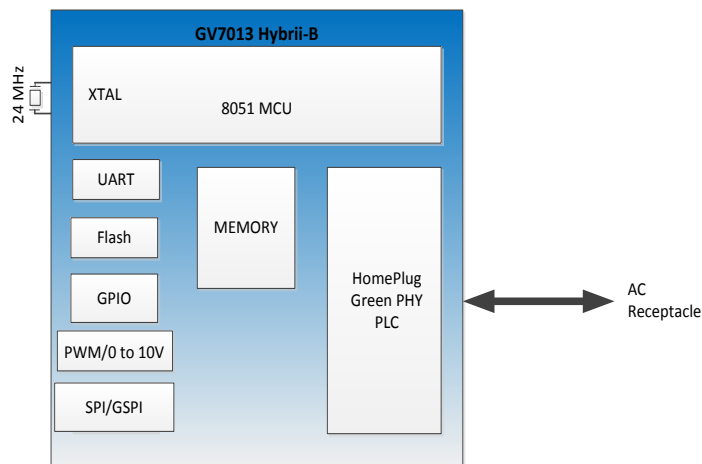 GV7013 Hybrii-B
24 MHz
XTAL
8051 MCU
UART
Flash
GPIO
PWM/0 to 10V
SPI/GSPI
MEMORY
HomePlug
Green PHY
PLC
AC
Receptacle